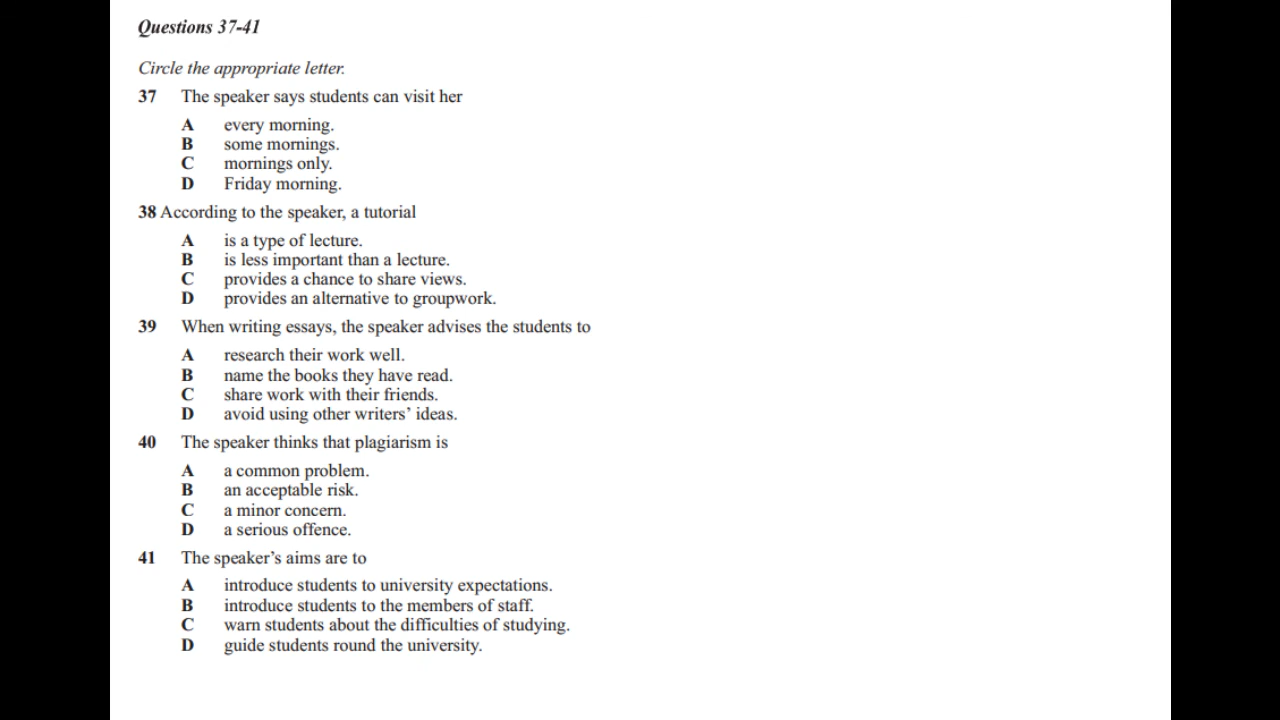 Questions 37-41
Circle the appropriate letter.
37 The speaker says students can visit her
A every morning.
B some mornings.
C mornings only.
D Friday morning.
38 According to the speaker, a tutorial
A is a type of lecture.
B is less important than a lecture.
C provides a chance to share views.
D provides an alternative to groupwork.
39 When writing essays, the speaker advises the students to
A research their work well.
B name the books they have read.
C share work with their friends.
D avoid using other writers’ ideas.
40 The speaker thinks that plagiarism is
A a common problem.
B an acceptable risk.
C a minor concern.
D a serious offence.
41 The speaker’s aims are to
A introduce students to university expectations.
B introduce students to the members of staff.
C warn students about the difficulties of studying.
D guide students round the university.